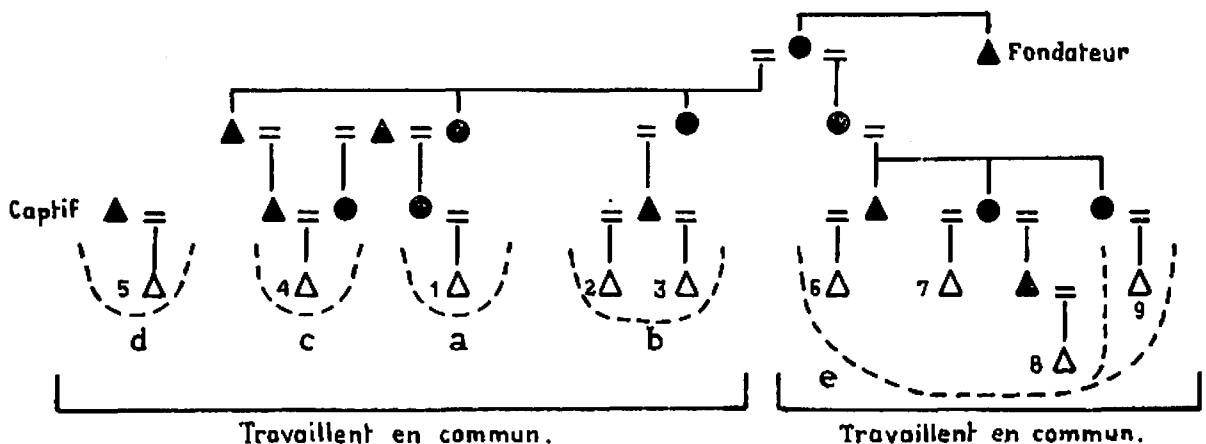 Fondateur
Captif
5 4 1 2 3 6 7 9
8
d c a b e
Travaillent en commun. Travaillent en commun.